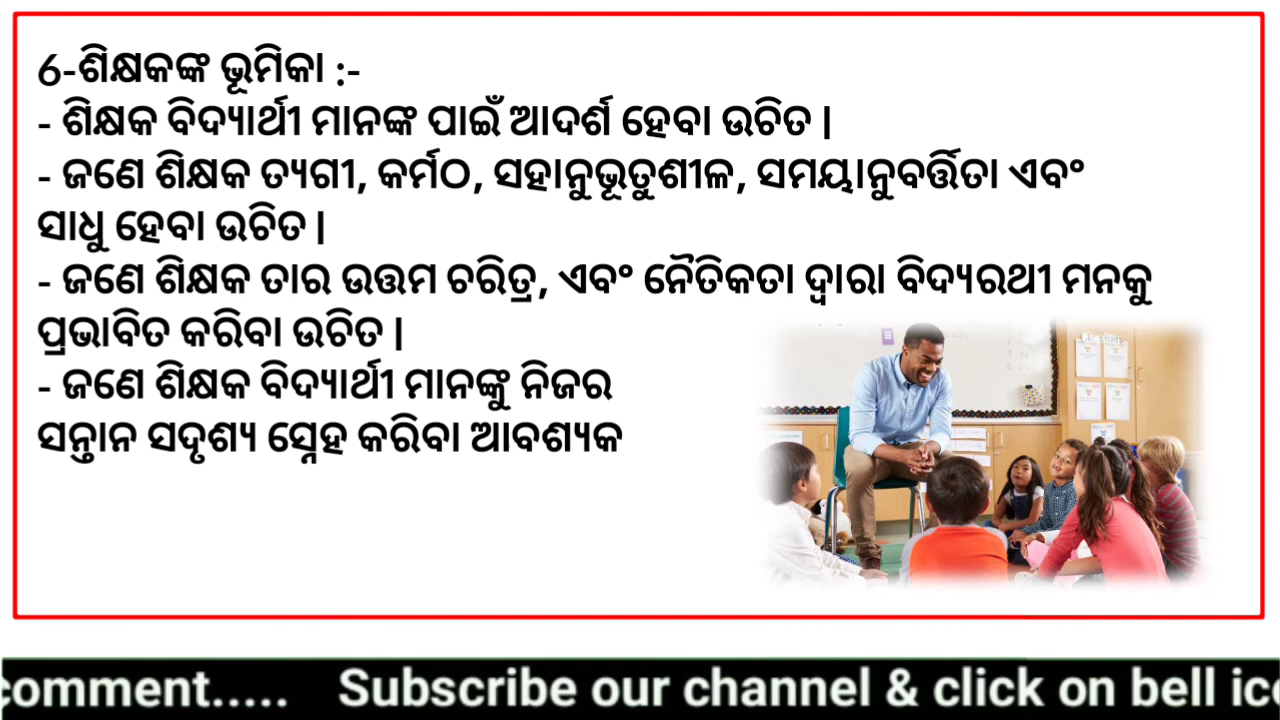 6-ଶିକ୍ଷକଙ୍କ ଭୂମିକା :-
- ଶିକ୍ଷକ ବିଦ୍ୟାର୍ଥୀ ମାନଙ୍କ ପାଇଁ ଆଦର୍ଶ ହେବା ଉଚିତ |
- ଜଣେ ଶିକ୍ଷକ ତ୍ୟଗୀ, କର୍ମଠ, ସହାନୁଭୂତୁଶୀଳ, ସମୟାନୁବର୍ତ୍ତିତା ଏବଂ
ସାଧୁ ହେବା ଉଚିତ |
- ଜଣେ ଶିକ୍ଷକ ତାର ଉତ୍ତମ ଚରିତ୍ର, ଏବଂ ନୈତିକତା ଦ୍ୱାରା ବିଦ୍ୟରଥୀ ମନକୁ
ପ୍ରଭାବିତ କରିବା ଉଚିତ |
- ଜଣେ ଶିକ୍ଷକ ବିଦ୍ୟାର୍ଥୀ ମାନଙ୍କୁ ନିଜର
ସନ୍ତାନ ସଦୃଶ୍ୟ ସ୍ନେହ କରିବା ଆବଶ୍ୟକ
comment..... Subscribe our channel & click on bell